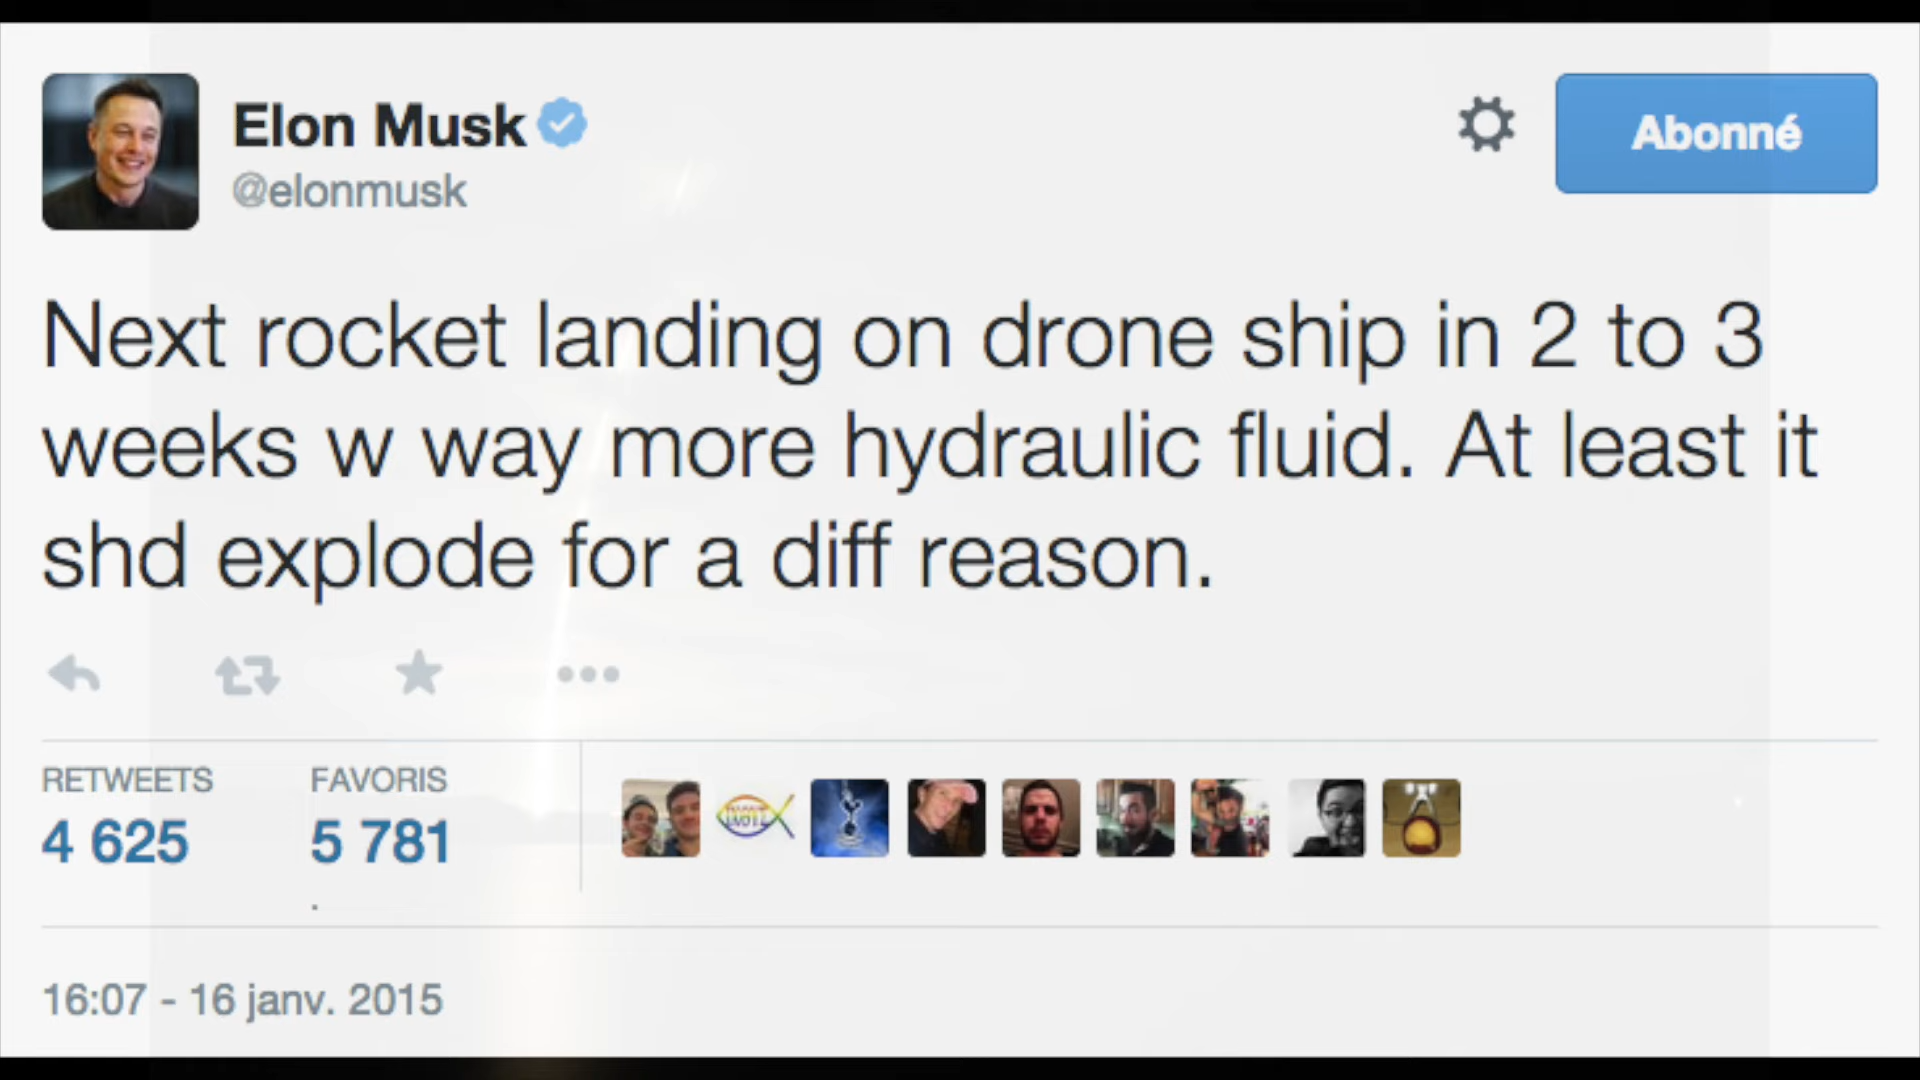 Elon Musk
@elonmusk
Abonné
Next rocket landing on drone ship in 2 to 3
weeks w way more hydraulic fluid. At least it
shd explode for a diff reason.
RETWEETS
4 625
FAVORIS
5 781
16:07 - 16 janv. 2015